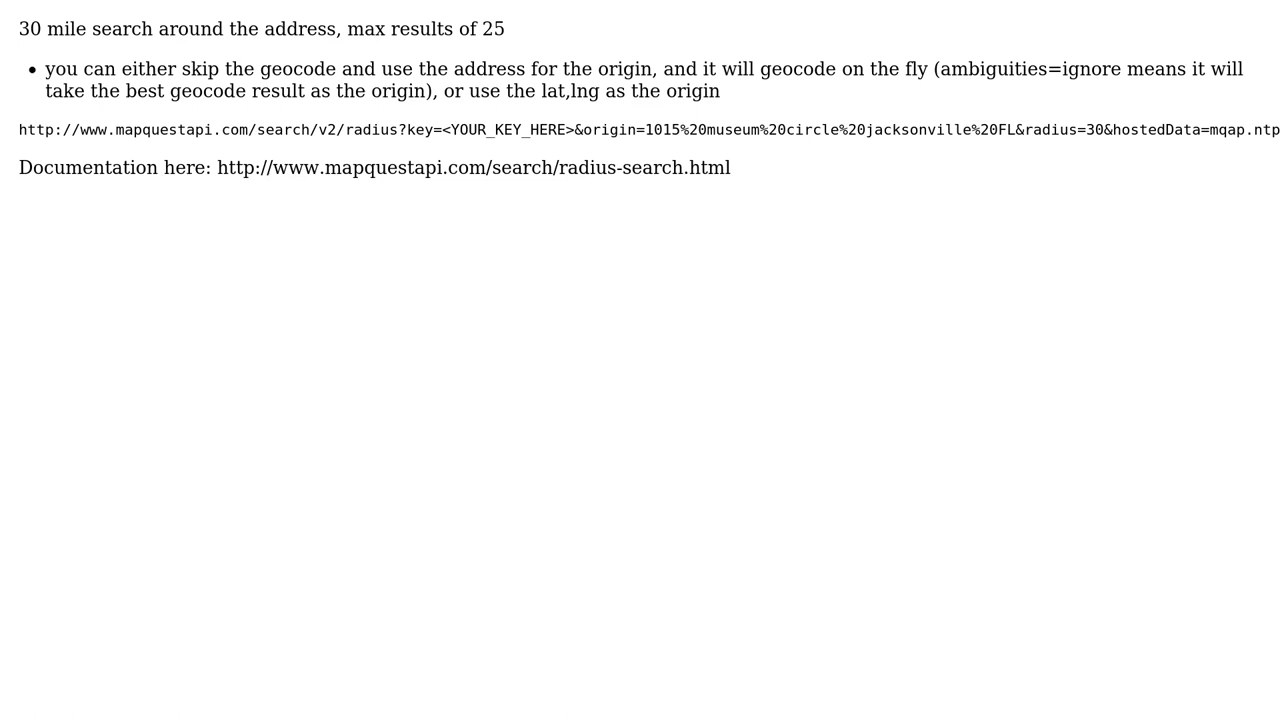 30 mile search around the address, max results of 25
• you can either skip the geocode and use the address for the origin, and it will geocode on the fly (ambiguities=ignore means it will
take the best geocode result as the origin), or use the lat,lng as the origin
http://www.mapquestapi.com/search/v2/radius?key=<YOUR_KEY_HERE>&origin=1015%20museum%20circle%20jacksonville%20FL&radius=30&hostedData=mqap.ntp
Documentation here: http://www.mapquestapi.com/search/radius-search.html